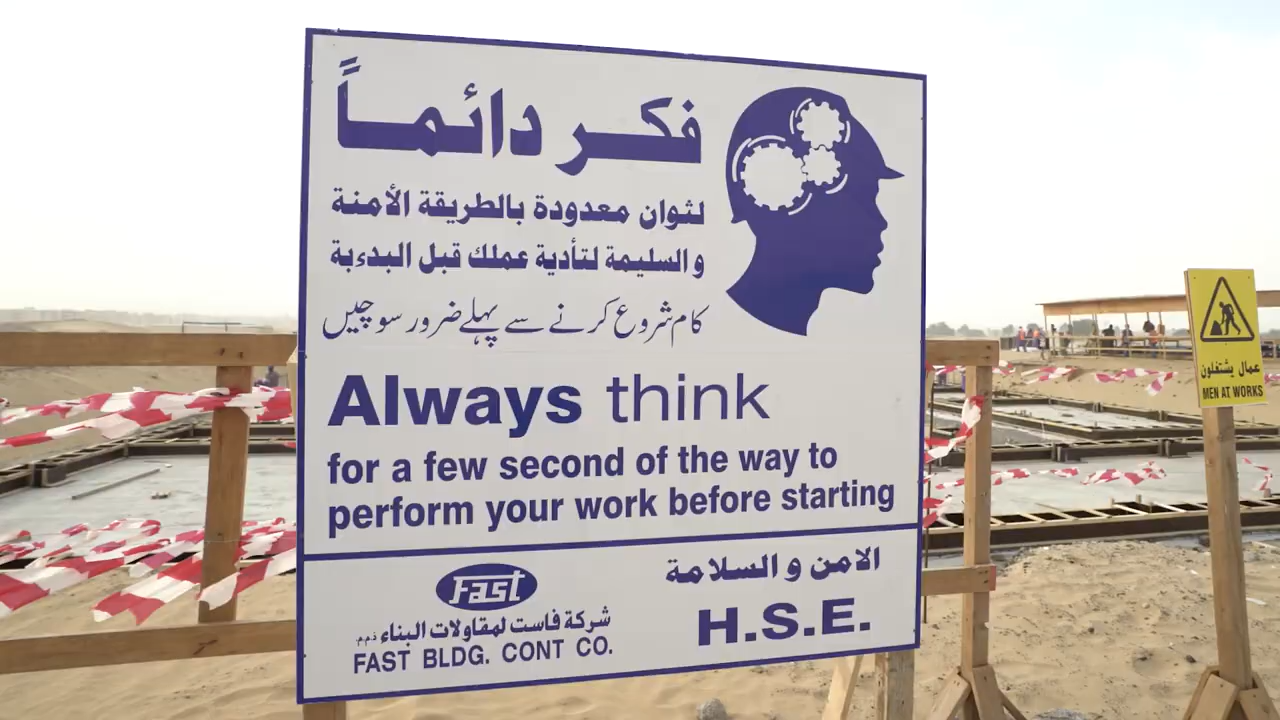 فكر دائماً
لثوان معدودة بالطريقة الأمنة
و السليمة لتأدية عملك قبل البدءبة
کام شروع کرنے سے پہلے ضرور سوچیں
Always think
for a few second of the way to
perform your work before starting
Fast
شركة فاست لمقاولات البناء ذ.م.م
FAST BLDG. CONT CO.
الامن و السلامة
H.S.E.
عمال يشتغلون
MEN AT WORKS